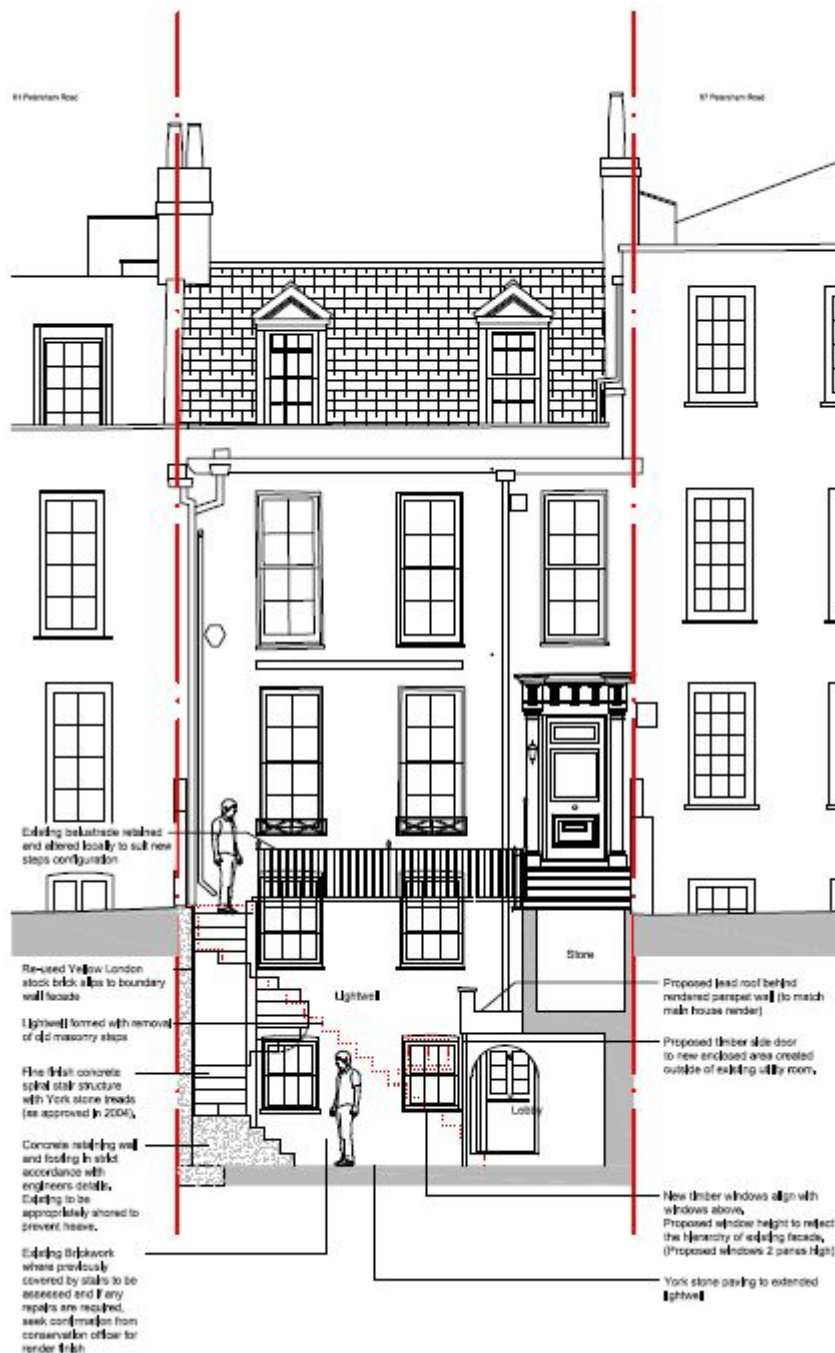 61 Petersham Road
57 Petersham Road
Existing balustrade retained
and altered locally to suit new
steps configuration
Store
Re-used Yellow London
stock brick slips to boundary
wall facade
Lightwell
Proposed lead roof behind
rendered parapet wall (to match
main house render)
Lightwell formed with removal
of old masonry steps
Proposed timber side door
to new enclosed area created
outside of existing utility room.
Fine finish concrete
spiral stair structure
with York stone treads
(as approved in 2004).
Lobby
Concrete retaining wall
and footing in strict
accordance with
engineers details.
Existing to be
appropriately shored to
prevent heave.
New timber windows align with
windows above.
Proposed window height to reflect
the hierarchy of existing facade.
(Proposed windows 2 panes high)
Existing Brickwork
where previously
covered by stairs to be
assessed and if any
repairs are required,
seek confirmation from
conservation officer for
render finish
York stone paving to extended
lightwell